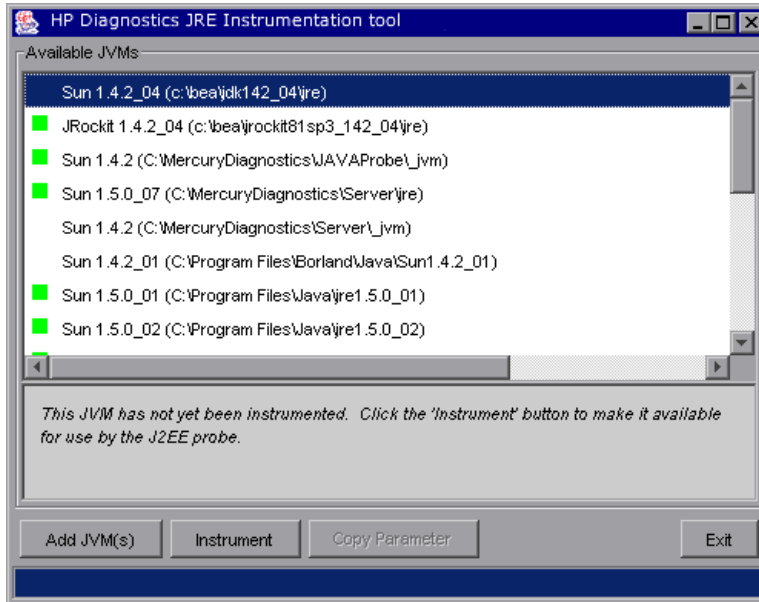 HP Diagnostics JRE Instrumentation tool
Available JVMs
Sun 1.4.2_04 (c:\bea\jdk142_04\jre)
JRockit 1.4.2_04 (c:\bea\jrockit81sp3_142_04\jre)
Sun 1.4.2 (C:\MercuryDiagnostics\JAVAProbe\_jvm)
Sun 1.5.0_07 (C:\MercuryDiagnostics\Server\jre)
Sun 1.4.2 (C:\MercuryDiagnostics\Server\_jvm)
Sun 1.4.2_01 (C:\Program Files\Borland\Java\Sun1.4.2_01)
Sun 1.5.0_01 (C:\Program Files\Java\jre1.5.0_01)
Sun 1.5.0_02 (C:\Program Files\Java\jre1.5.0_02)
This JVM has not yet been instrumented. Click the 'Instrument' button to make it available
for use by the J2EE probe.
Add JVM(s) Instrument Copy Parameter Exit